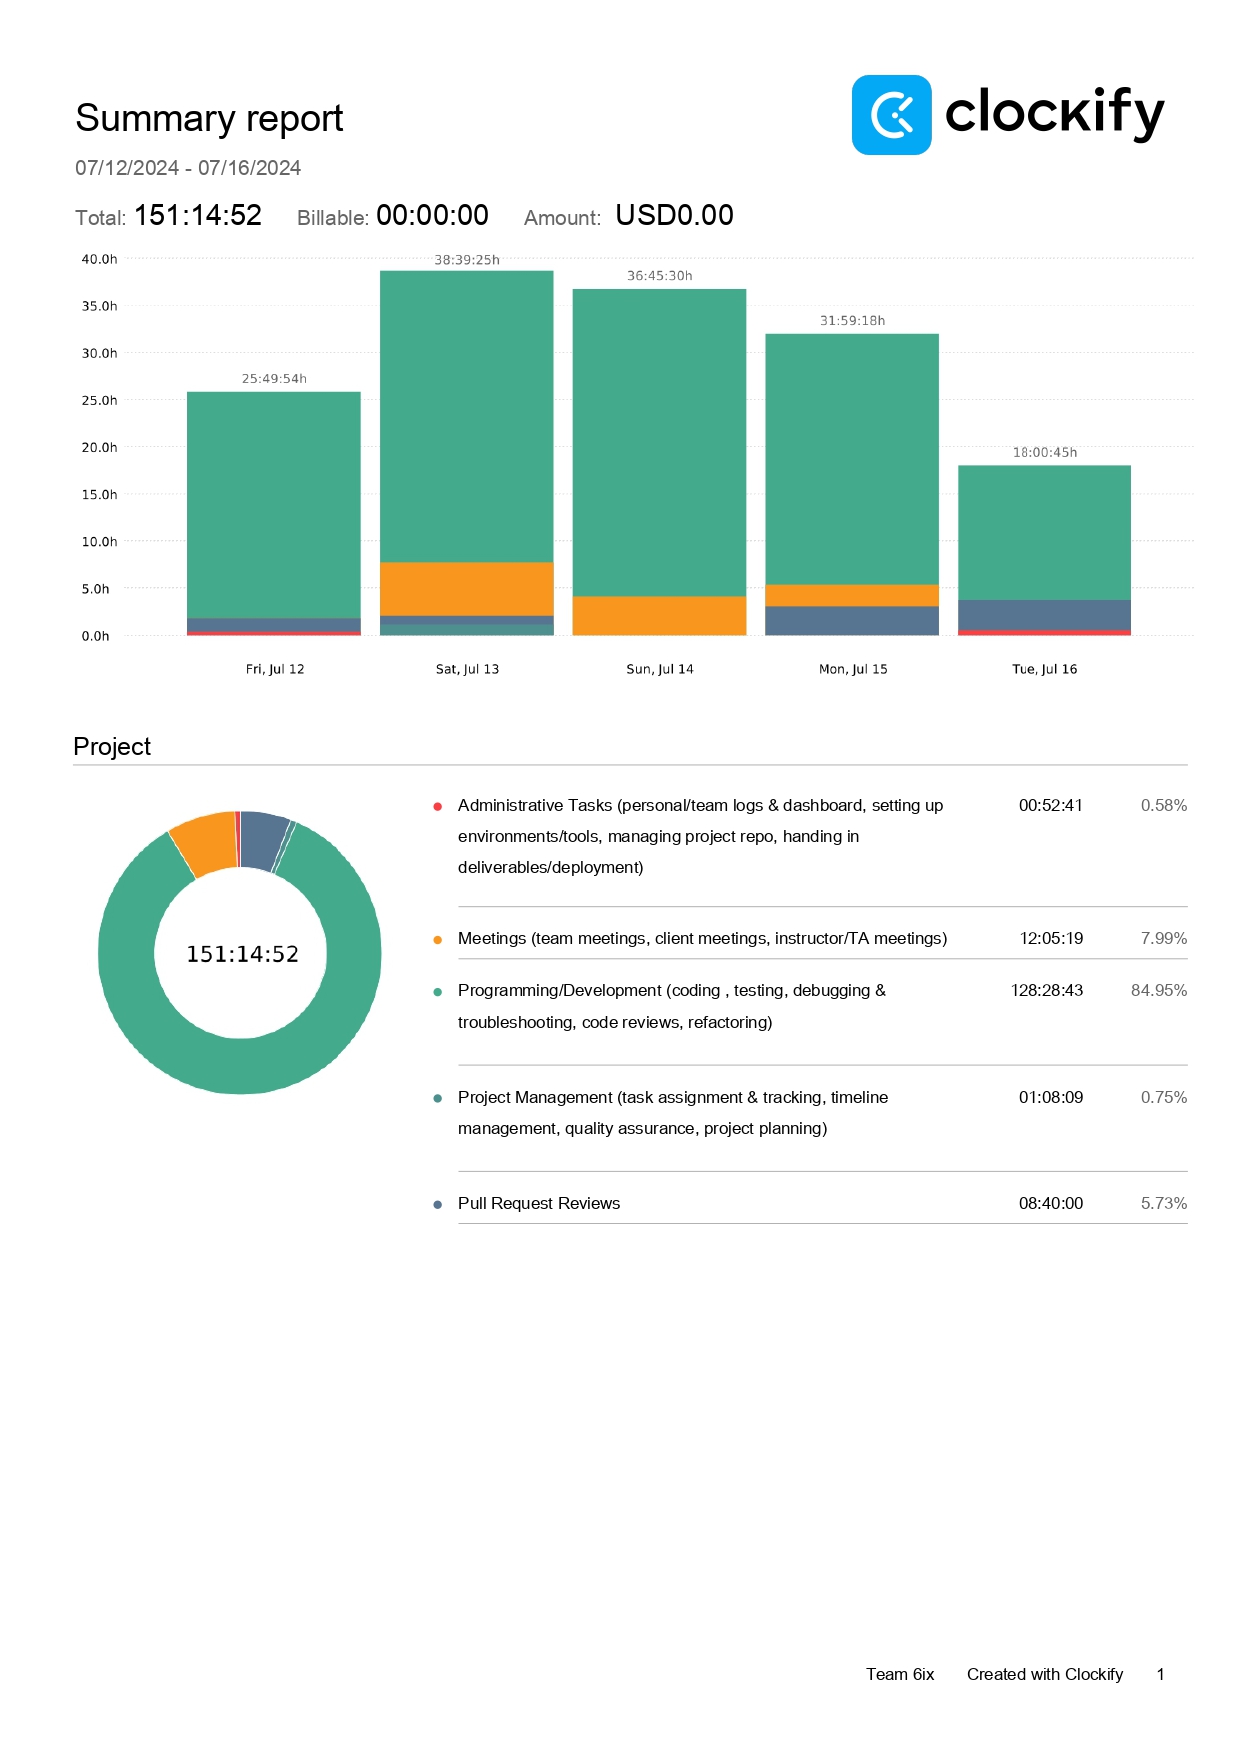 Summary report
clockify
07/12/2024 - 07/16/2024
Total: 151:14:52 Billable: 00:00:00 Amount: USD0.00
40.0h
35.0h
30.0h
25.0h
20.0h
15.0h
10.0h
5.0h
0.0h
25:49:54h
38:39:25h
36:45:30h
31:59:18h
18:00:45h
Fri, Jul 12
Sat, Jul 13
Sun, Jul 14
Mon, Jul 15
Tue, Jul 16
Project
151:14:52
Administrative Tasks (personal/team logs & dashboard, setting up 00:52:41 0.58%
environments/tools, managing project repo, handing in
deliverables/deployment)
Meetings (team meetings, client meetings, instructor/TA meetings) 12:05:19 7.99%
Programming/Development (coding , testing, debugging & 128:28:43 84.95%
troubleshooting, code reviews, refactoring)
Project Management (task assignment & tracking, timeline 01:08:09 0.75%
management, quality assurance, project planning)
Pull Request Reviews 08:40:00 5.73%
Team 6ix Created with Clockify 1